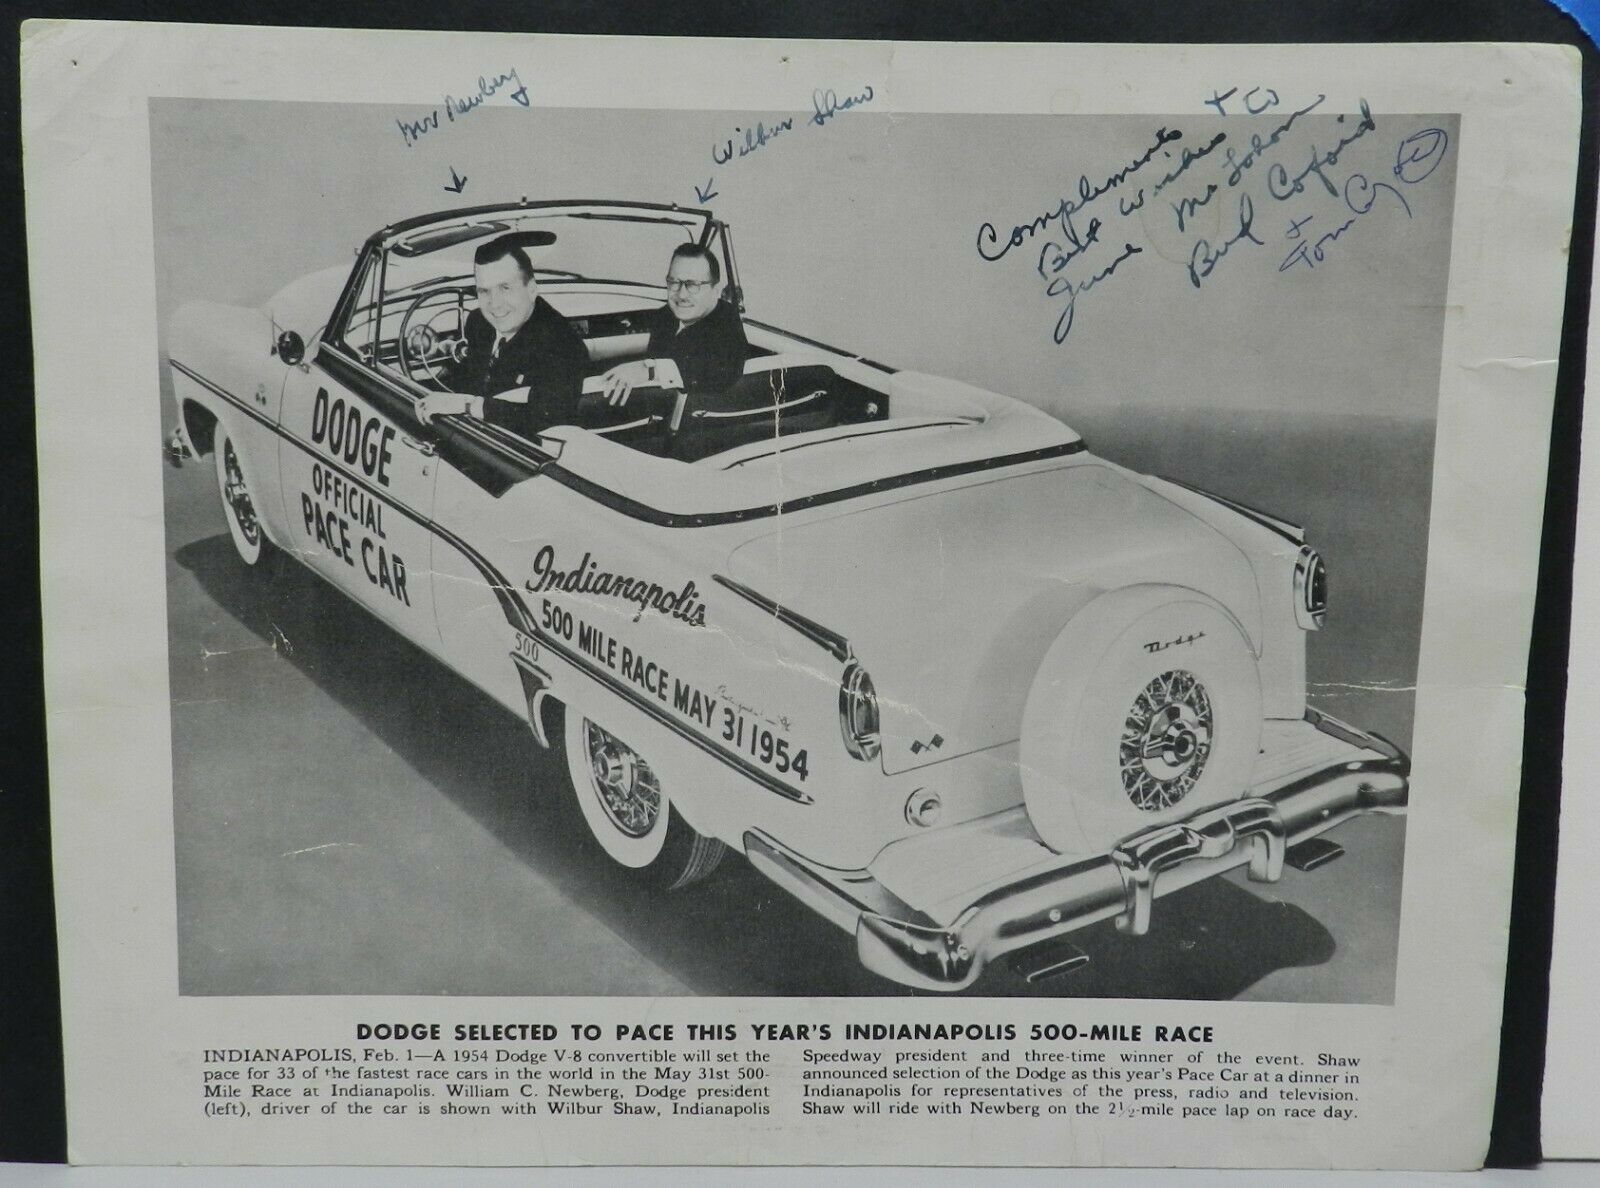 Mr Newberg
Wilbur Shaw
Compliments
Best Wishes + to
June Mr
Bud Cofoid
+
Tom
DODGE
OFFICIAL
PACE CAR
Indianapolis
500 MILE RACE MAY 31 1954
500
Dodge
DODGE SELECTED TO PACE THIS YEAR'S INDIANAPOLIS 500-MILE RACE
INDIANAPOLIS, Feb. 1—A 1954 Dodge V-8 convertible will set the
pace for 33 of the fastest race cars in the world in the May 31st 500-
Mile Race at Indianapolis. William C. Newberg, Dodge president
(left), driver of the car is shown with Wilbur Shaw, Indianapolis
Speedway president and three-time winner of the event. Shaw
announced selection of the Dodge as this year's Pace Car at a dinner in
Indianapolis for representatives of the press, radio and television.
Shaw will ride with Newberg on the 2½-mile pace lap on race day.